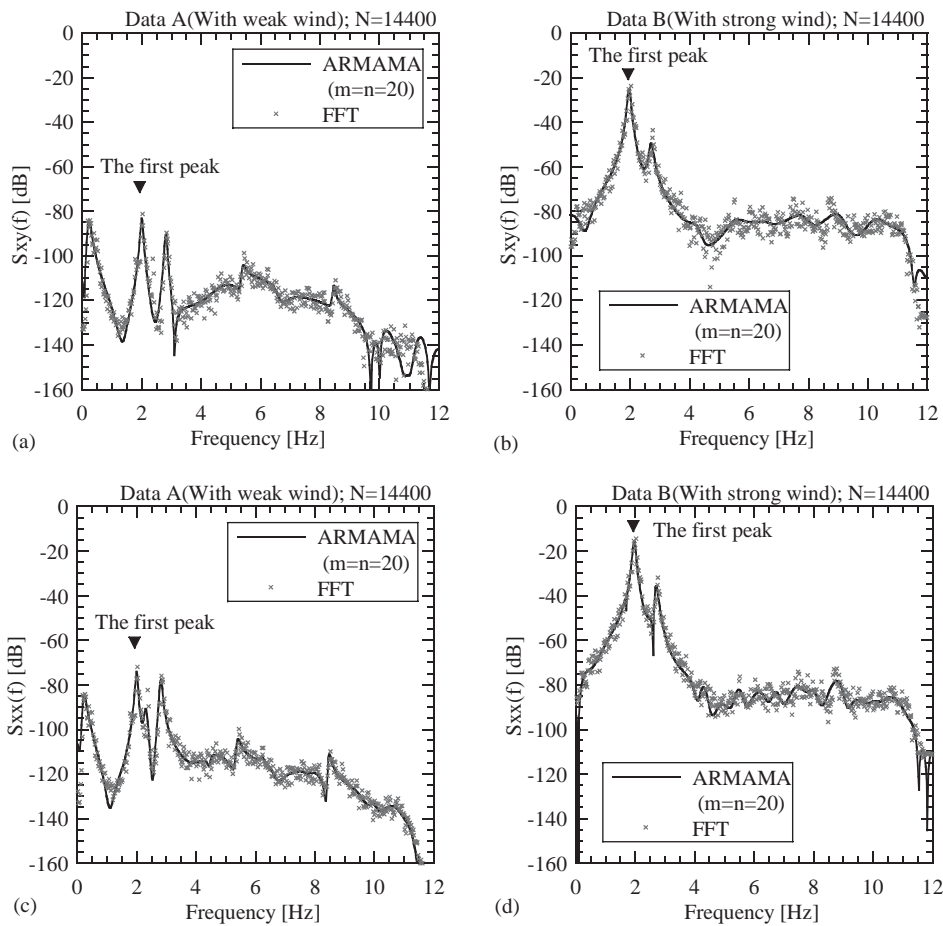 Data A(With weak wind); N=14400
0
-20
-40
-60
-80
-100
-120
-140
-160
Sxy(f) [dB]
ARMAMA
(m=n=20)
FFT
The first peak
0 2 4 6 8 10 12
Frequency [Hz]
(a)
Data B(With strong wind); N=14400
0
-20
-40
-60
-80
-100
-120
-140
-160
Sxy(f) [dB]
The first peak
ARMAMA
(m=n=20)
FFT
0 2 4 6 8 10 12
Frequency [Hz]
(b)
Data A(With weak wind); N=14400
0
-20
-40
-60
-80
-100
-120
-140
-160
Sxx(f) [dB]
ARMAMA
(m=n=20)
FFT
The first peak
0 2 4 6 8 10 12
Frequency [Hz]
(c)
Data B(With strong wind); N=14400
0
-20
-40
-60
-80
-100
-120
-140
-160
Sxx(f) [dB]
The first peak
ARMAMA
(m=n=20)
FFT
0 2 4 6 8 10 12
Frequency [Hz]
(d)